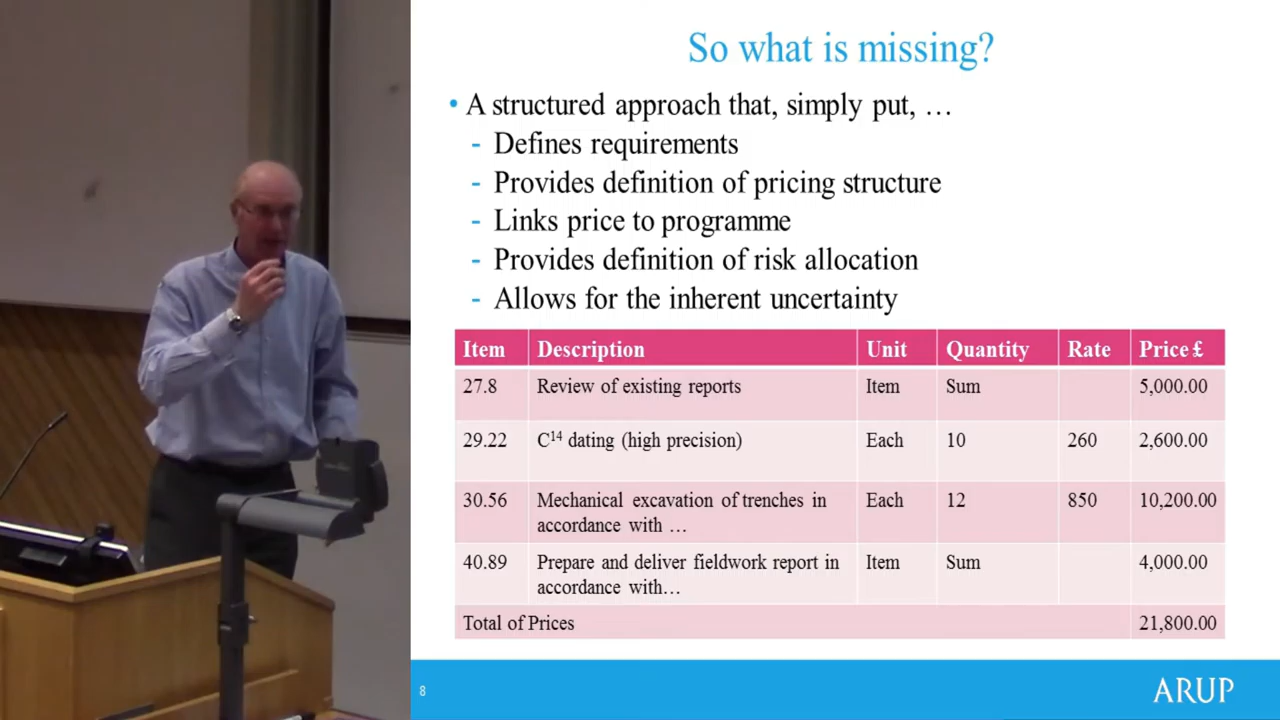 So what is missing?
• A structured approach that, simply put, …
- Defines requirements
- Provides definition of pricing structure
- Links price to programme
- Provides definition of risk allocation
- Allows for the inherent uncertainty
Item Description Unit Quantity Rate Price £
27.8 Review of existing reports Item Sum 5,000.00
29.22 C¹⁴ dating (high precision) Each 10 260 2,600.00
30.56 Mechanical excavation of trenches in Each 12 850 10,200.00
accordance with …
40.89 Prepare and deliver fieldwork report in Item Sum 4,000.00
accordance with…
Total of Prices 21,800.00
8
ARUP